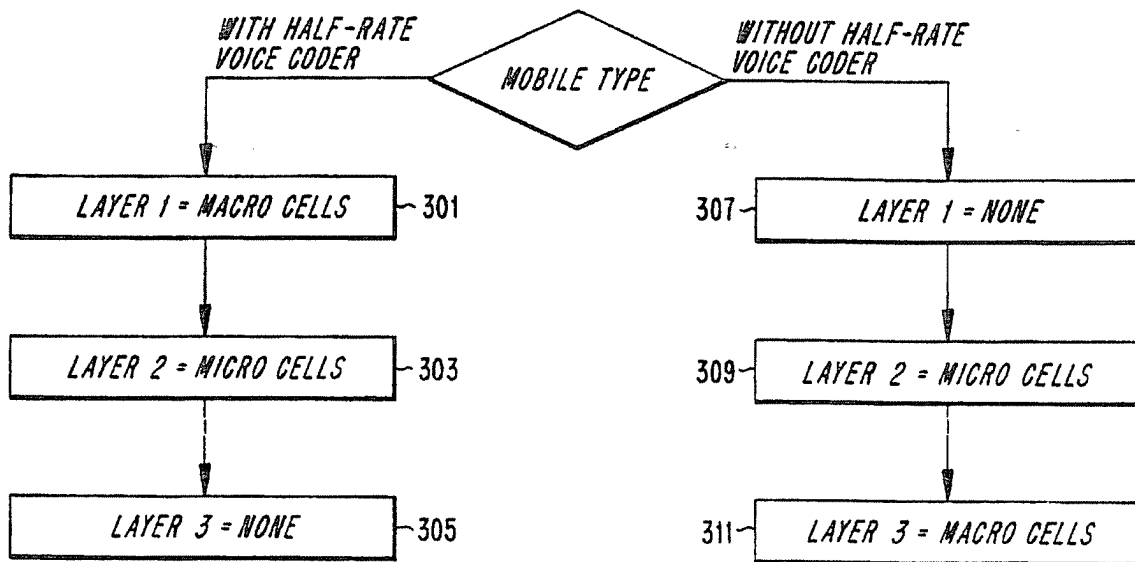 WITH HALF-RATE
VOICE CODER
MOBILE TYPE
WITHOUT HALF-RATE
VOICE CODER
LAYER 1 = MACRO CELLS
301
307
LAYER 1 = NONE
LAYER 2 = MICRO CELLS
303
309
LAYER 2 = MICRO CELLS
LAYER 3 = NONE
305
311
LAYER 3 = MACRO CELLS